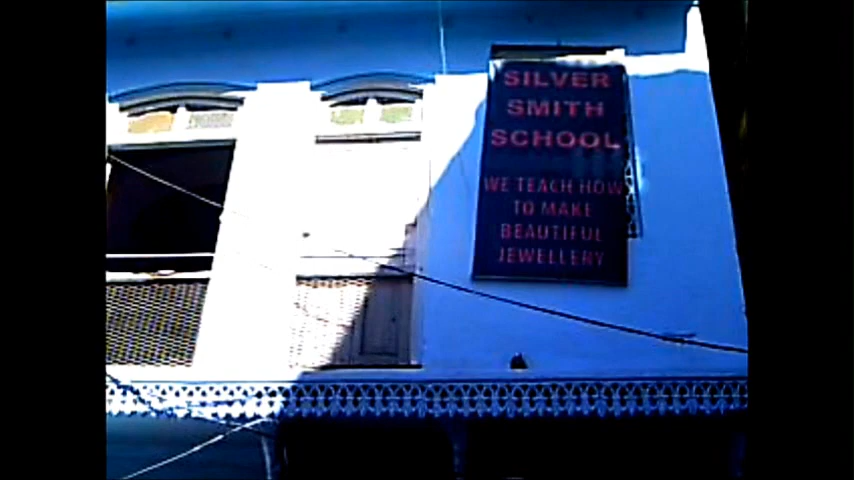 SILVER
SMITH
SCHOOL
WE TEACH HOW
TO MAKE
BEAUTIFUL
JEWELLERY